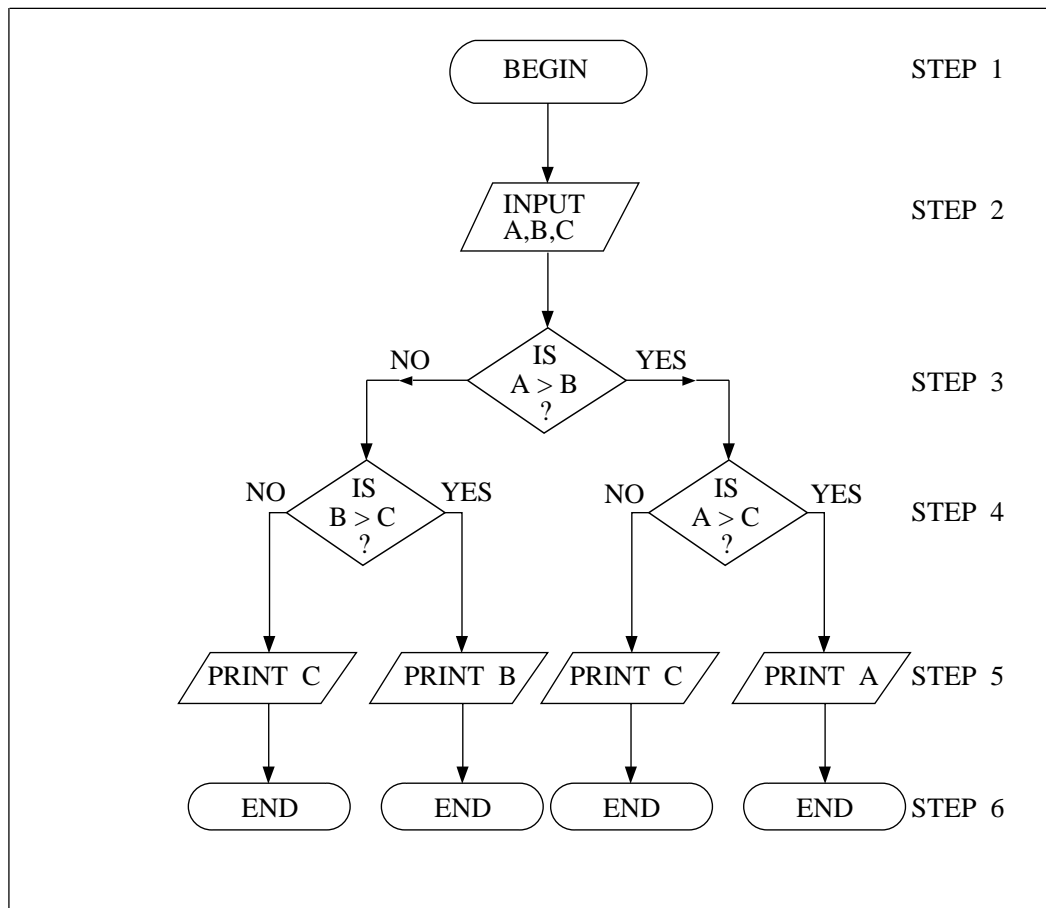 BEGIN
STEP 1
INPUT
A,B,C
STEP 2
NO
IS
A > B
?
YES
STEP 3
NO
IS
B > C
?
YES
NO
IS
A > C
?
YES
STEP 4
PRINT C
PRINT B
PRINT C
PRINT A
STEP 5
END
END
END
END
STEP 6